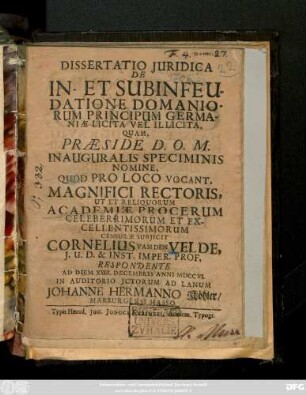 DISSERTATIO JURIDICA
DE
IN- ET SUBINFEU-
DATIONE DOMANIO-
RUM PRINCIPUM GERMA-
NIÆ LICITA VEL ILLICITA,
QUAM,
PRÆSIDE D. O. M.
INAUGURALIS SPECIMINIS
NOMINE,
QUOD PRO LOCO VOCANT,
MAGNIFICI RECTORIS,
UT ET RELIQUORUM
ACADEMIÆ PROCERUM
CELEBERRIMORUM ET EX-
CELLENTISSIMORUM
CENSURÆ SUBJICIT
CORNELIUS VAN DEN VELDE,
J. U. D. & INST. IMPER. PROF.
RESPONDENTE
AD DIEM XVIII. DECEMBRIS ANNI MDCCVI.
IN AUDITORIO JCTORUM AD LANUM
JOHANNE HERMANNO Köhler/
MARBURGENSI HASSO.